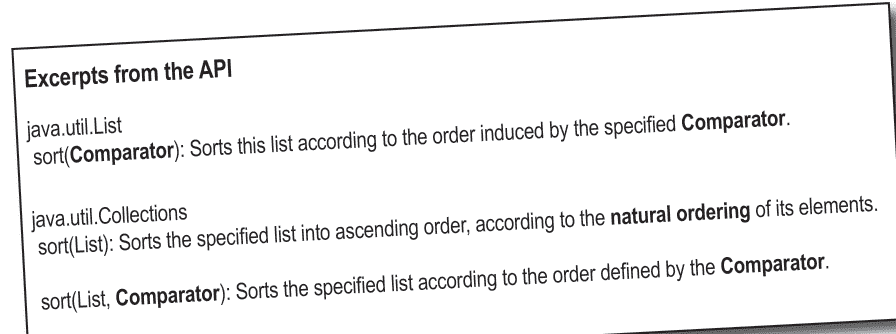 Excerpts from the API
java.util.List
sort(Comparator): Sorts this list according to the order induced by the specified Comparator.
java.util.Collections
sort(List): Sorts the specified list into ascending order, according to the natural ordering of its elements.
sort(List, Comparator): Sorts the specified list according to the order defined by the Comparator.